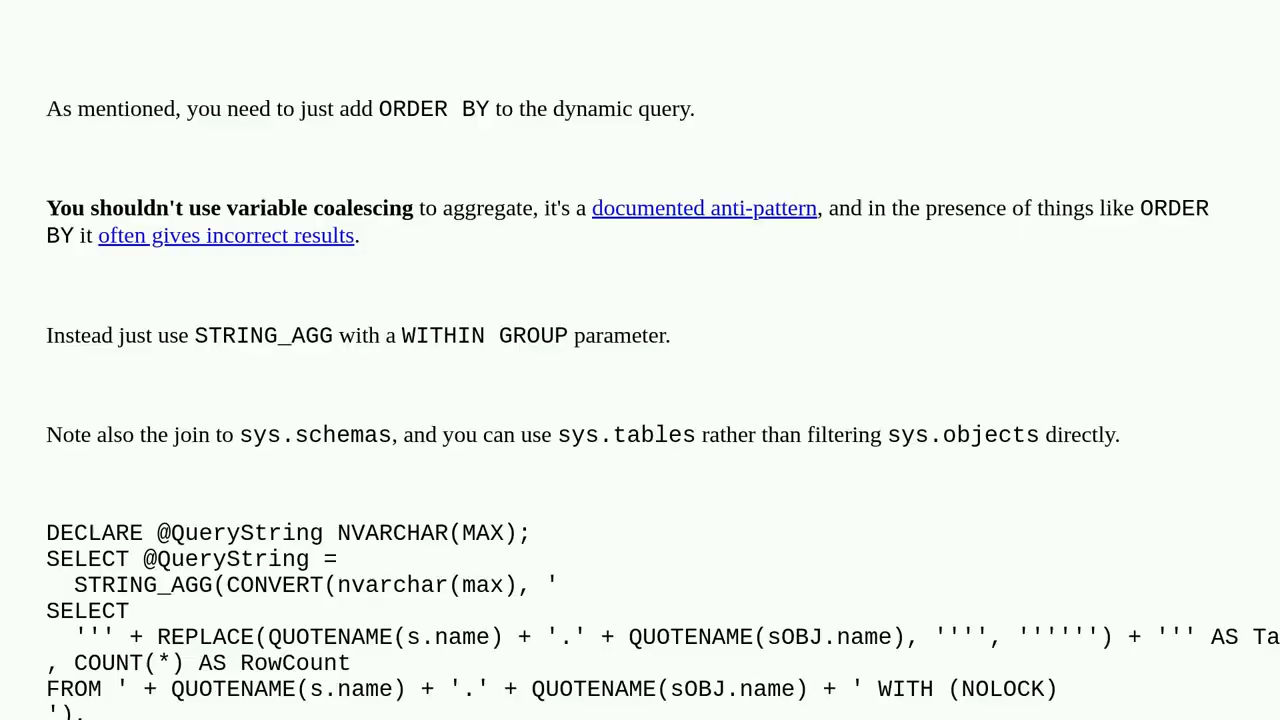 As mentioned, you need to just add ORDER BY to the dynamic query.
You shouldn't use variable coalescing to aggregate, it's a documented anti-pattern, and in the presence of things like ORDER
BY it often gives incorrect results.
Instead just use STRING_AGG with a WITHIN GROUP parameter.
Note also the join to sys.schemas, and you can use sys.tables rather than filtering sys.objects directly.
DECLARE @QueryString NVARCHAR(MAX);
SELECT @QueryString =
  STRING_AGG(CONVERT(nvarchar(max), '
SELECT
  ''' + REPLACE(QUOTENAME(s.name) + '.' + QUOTENAME(sOBJ.name), '''', '''''') + ''' AS Ta
, COUNT(*) AS RowCount
FROM ' + QUOTENAME(s.name) + '.' + QUOTENAME(sOBJ.name) + ' WITH (NOLOCK)
'),